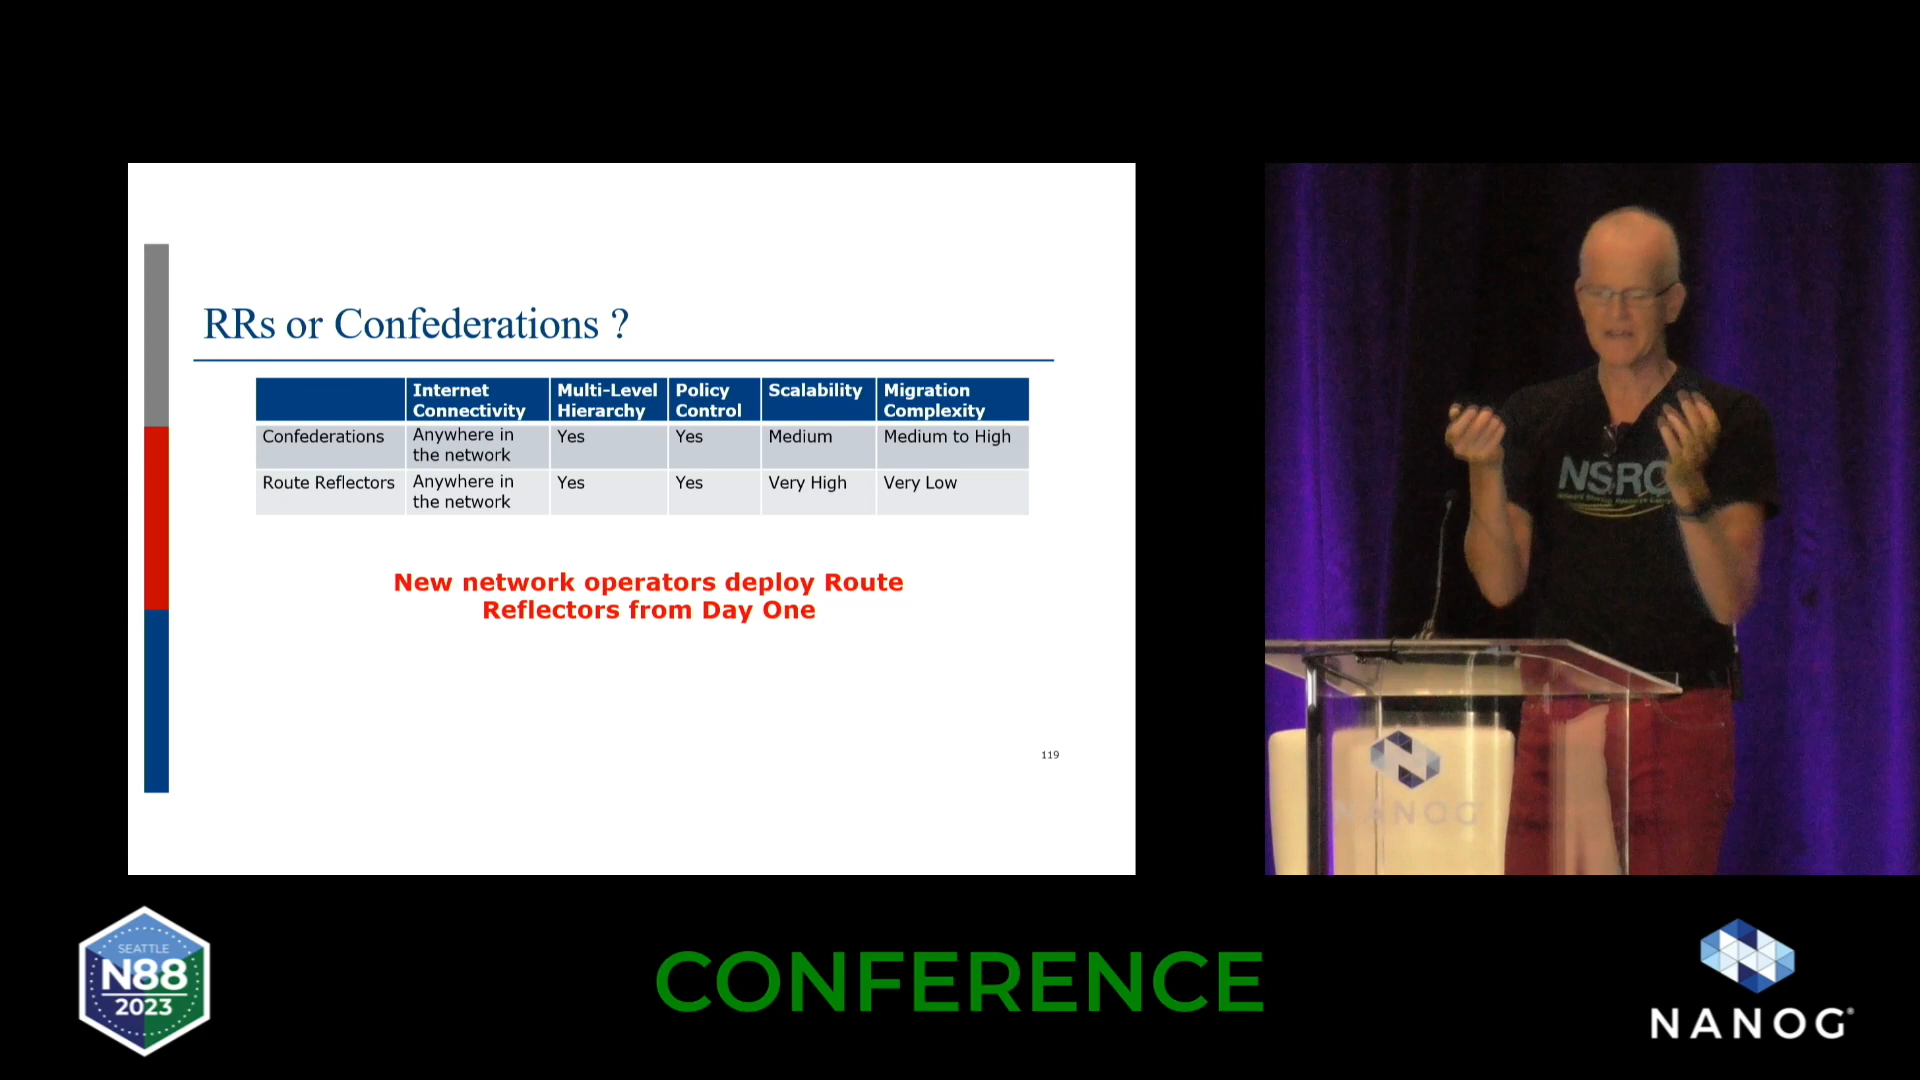 RRs or Confederations ?
Internet Connectivity
Multi-Level Hierarchy
Policy Control
Scalability
Migration Complexity
Confederations
Anywhere in the network
Yes
Yes
Medium
Medium to High
Route Reflectors
Anywhere in the network
Yes
Yes
Very High
Very Low
New network operators deploy Route
Reflectors from Day One
119
NSRC
NANOG
SEATTLE
N88
2023
CONFERENCE
NANOG®